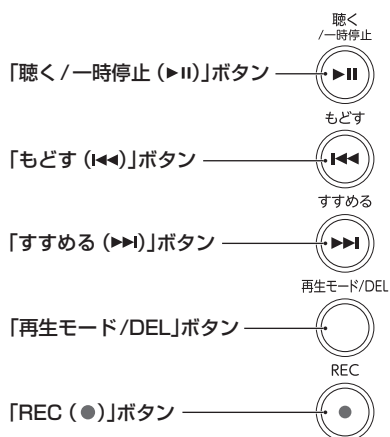 聴く
/一時停止
「聴く/一時停止(►II)」ボタン
もどす
「もどす(I◄◄)」ボタン
すすめる
「すすめる(►►I)」ボタン
再生モード/DEL
「再生モード/DEL」ボタン
REC
「REC(●)」ボタン